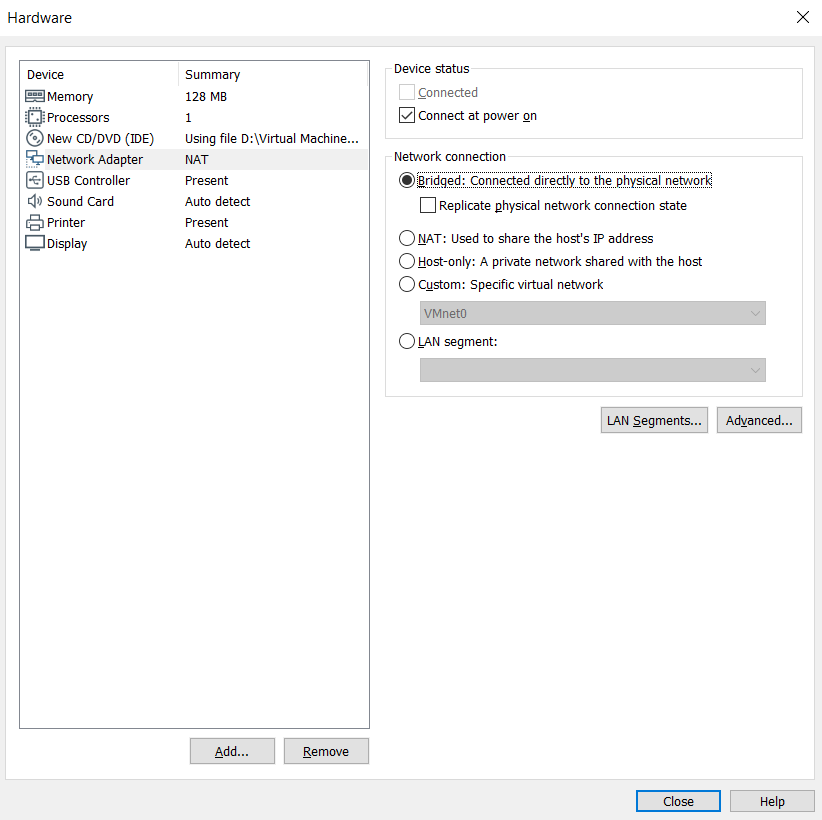 Hardware
Device Summary
Memory 128 MB
Processors 1
New CD/DVD (IDE) Using file D:\Virtual Machine...
Network Adapter NAT
USB Controller Present
Sound Card Auto detect
Printer Present
Display Auto detect
Add... Remove
Device status
Connected
Connect at power on
Network connection
Bridged: Connected directly to the physical network
Replicate physical network connection state
NAT: Used to share the host's IP address
Host-only: A private network shared with the host
Custom: Specific virtual network
VMnet0
LAN segment:
LAN Segments... Advanced...
Close Help